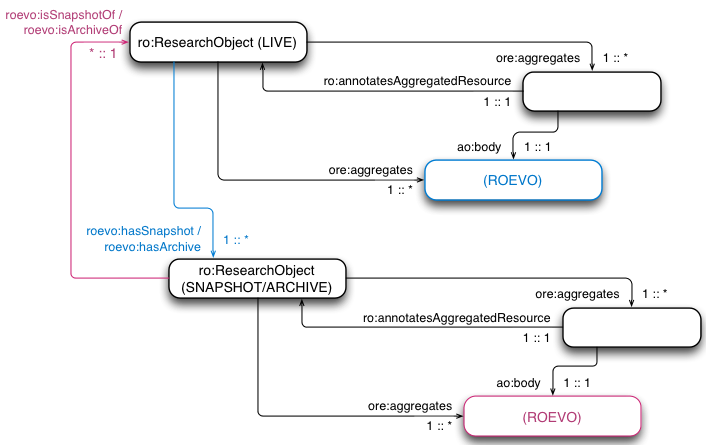 roevo:isSnapshotOf /
roevo:isArchiveOf
* :: 1
ro:ResearchObject (LIVE)
ore:aggregates
1 :: *
ro:annotatesAggregatedResource
1 :: 1
ao:body
1 :: 1
ore:aggregates
1 :: *
(ROEVO)
roevo:hasSnapshot /
roevo:hasArchive
1 :: *
ro:ResearchObject
(SNAPSHOT/ARCHIVE)
ore:aggregates
1 :: *
ro:annotatesAggregatedResource
1 :: 1
ao:body
1 :: 1
ore:aggregates
1 :: *
(ROEVO)